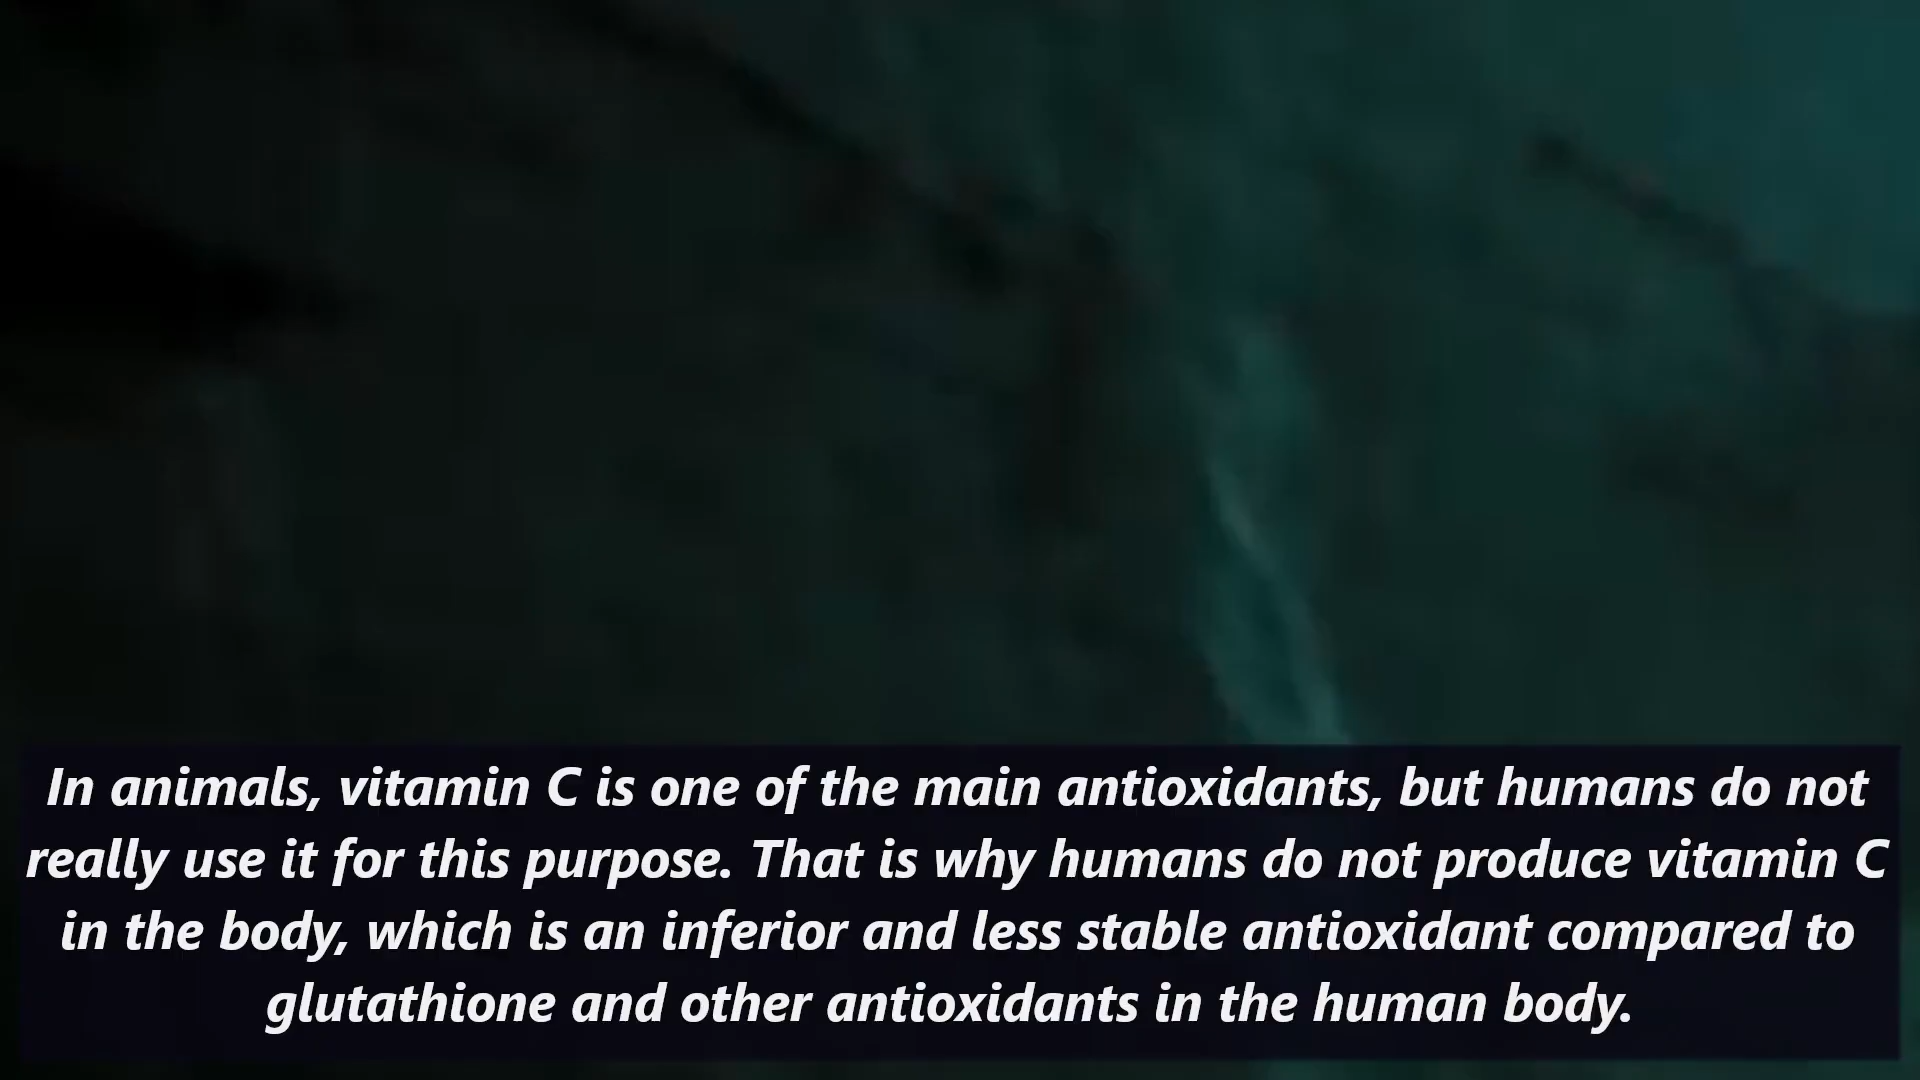 In animals, vitamin C is one of the main antioxidants, but humans do not
really use it for this purpose. That is why humans do not produce vitamin C
in the body, which is an inferior and less stable antioxidant compared to
glutathione and other antioxidants in the human body.